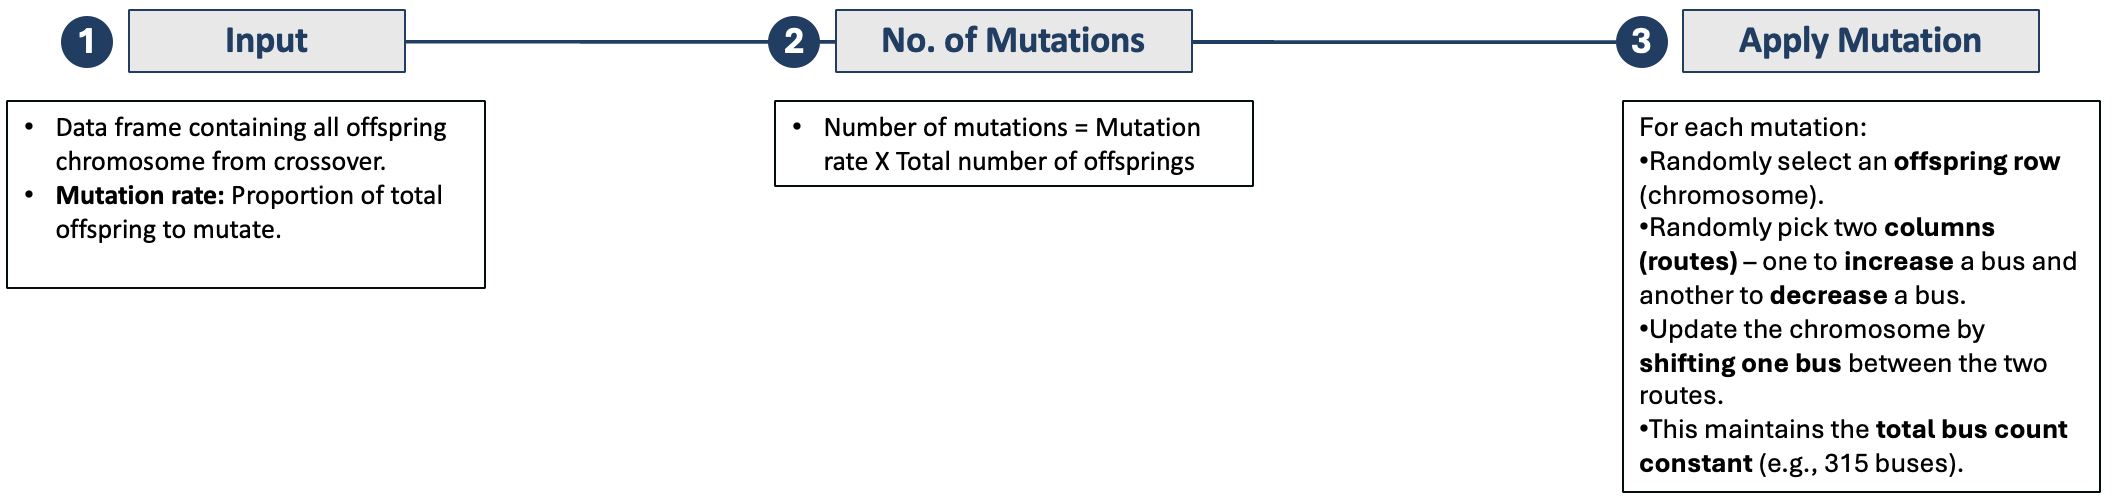 1 Input
2 No. of Mutations
3 Apply Mutation
• Data frame containing all offspring
chromosome from crossover.
• Mutation rate: Proportion of total
offspring to mutate.
• Number of mutations = Mutation
rate X Total number of offsprings
For each mutation:
•Randomly select an offspring row
(chromosome).
•Randomly pick two columns
(routes) – one to increase a bus and
another to decrease a bus.
•Update the chromosome by
shifting one bus between the two
routes.
•This maintains the total bus count
constant (e.g., 315 buses).